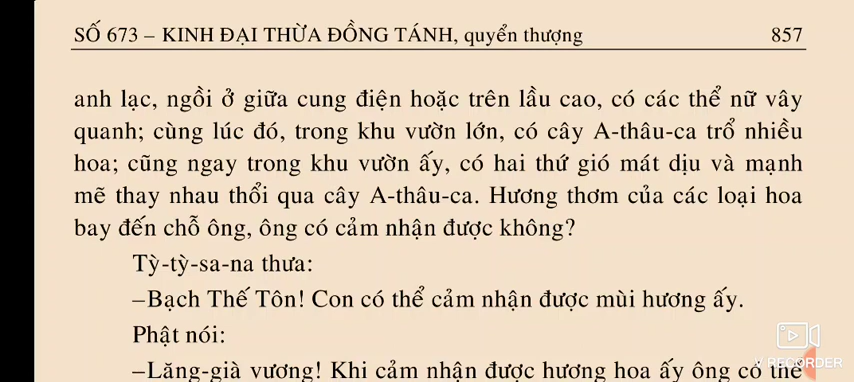 SỐ 673 – KINH ĐẠI THỪA ĐỒNG TÁNH, quyển thượng 857
anh lạc, ngồi ở giữa cung điện hoặc trên lầu cao, có các thể nữ vây
quanh; cùng lúc đó, trong khu vườn lớn, có cây A-thâu-ca trổ nhiều
hoa; cũng ngay trong khu vườn ấy, có hai thứ gió mát dịu và mạnh
mẽ thay nhau thổi qua cây A-thâu-ca. Hương thơm của các loại hoa
bay đến chỗ ông, ông có cảm nhận được không?
Tỳ-tỳ-sa-na thưa:
–Bạch Thế Tôn! Con có thể cảm nhận được mùi hương ấy.
Phật nói:
–Lăng-già vương! Khi cảm nhận được hương hoa ấy ông có thể
RECORDER